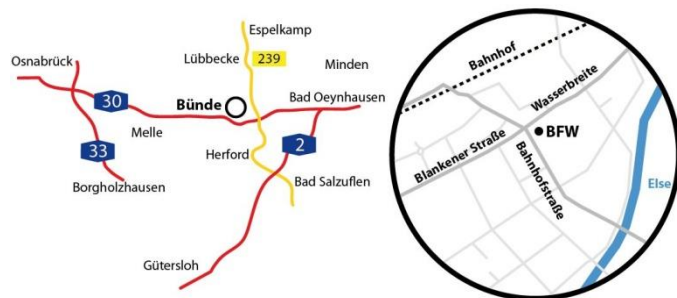 Espelkamp
Osnabrück
Lübbecke
239
Minden
30
Bünde
Bad Oeynhausen
Melle
2
33
Herford
Borgholzhausen
Bad Salzuflen
Gütersloh
Bahnhof
Wasserbreite
BFW
Blankener Straße
Bahnhofstraße
Else